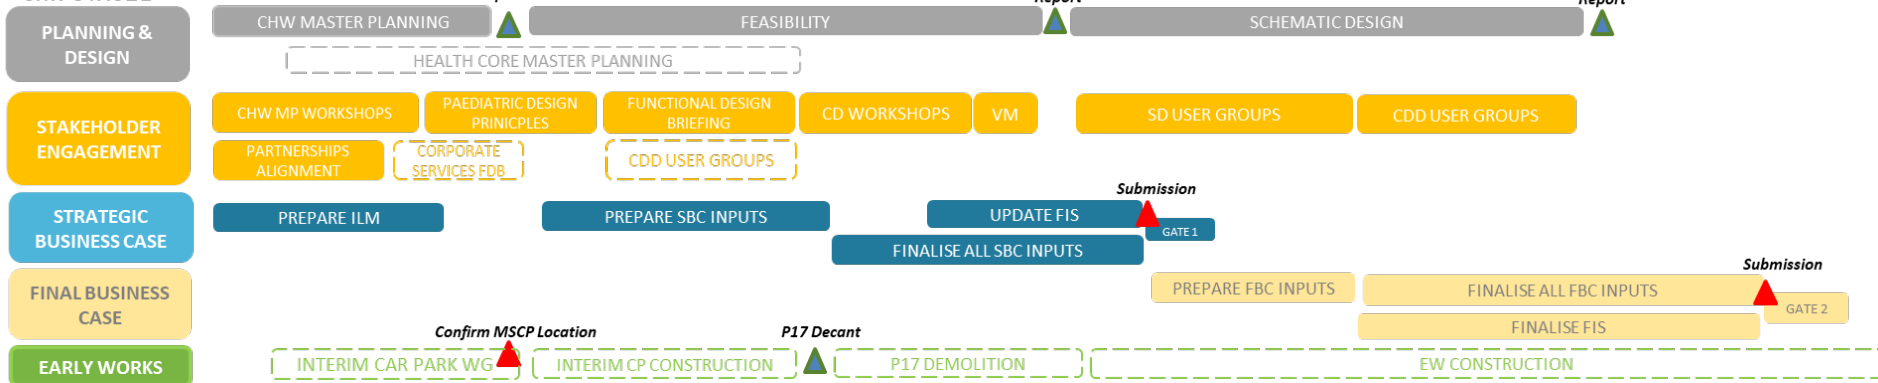 Report
Report
PLANNING &
DESIGN
CHW MASTER PLANNING
FEASIBILITY
SCHEMATIC DESIGN
HEALTH CORE MASTER PLANNING
STAKEHOLDER
ENGAGEMENT
CHW MP WORKSHOPS
PAEDIATRIC DESIGN
PRINICPLES
FUNCTIONAL DESIGN
BRIEFING
CD WORKSHOPS
VM
SD USER GROUPS
CDD USER GROUPS
PARTNERSHIPS
ALIGNMENT
CORPORATE
SERVICES FDB
CDD USER GROUPS
STRATEGIC
BUSINESS CASE
PREPARE ILM
PREPARE SBC INPUTS
UPDATE FIS
Submission
GATE 1
FINALISE ALL SBC INPUTS
FINAL BUSINESS
CASE
PREPARE FBC INPUTS
FINALISE ALL FBC INPUTS
Submission
GATE 2
FINALISE FIS
EARLY WORKS
Confirm MSCP Location
P17 Decant
INTERIM CAR PARK WG
INTERIM CP CONSTRUCTION
P17 DEMOLITION
EW CONSTRUCTION